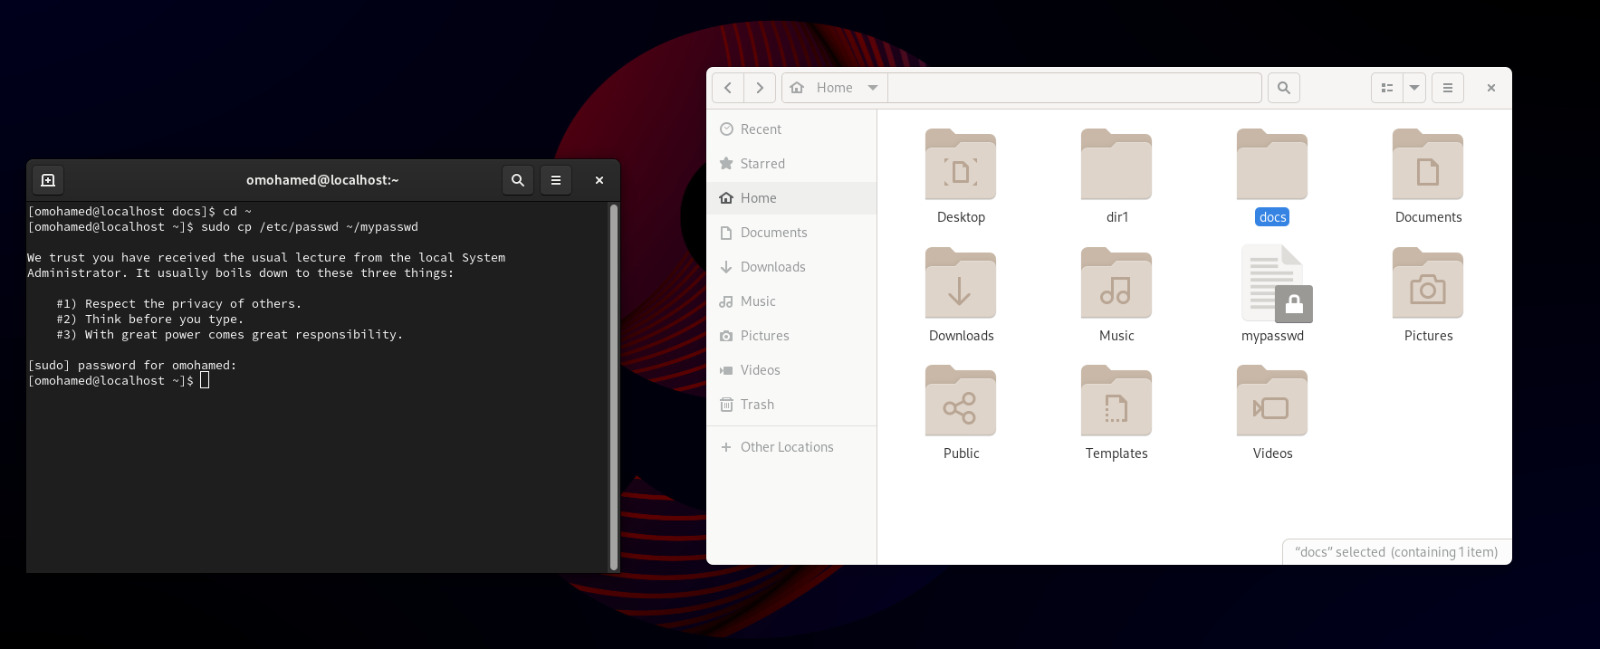 omohamed@localhost:~
[omohamed@localhost docs]$ cd ~
[omohamed@localhost ~]$ sudo cp /etc/passwd ~/mypasswd
We trust you have received the usual lecture from the local System
Administrator. It usually boils down to these three things:
#1) Respect the privacy of others.
#2) Think before you type.
#3) With great power comes great responsibility.
[sudo] password for omohamed:
[omohamed@localhost ~]$
Home
Recent
Starred
Home
Documents
Downloads
Music
Pictures
Videos
Trash
Other Locations
Desktop
dir1
docs
Documents
Downloads
Music
mypasswd
Pictures
Public
Templates
Videos
“docs” selected (containing 1 item)